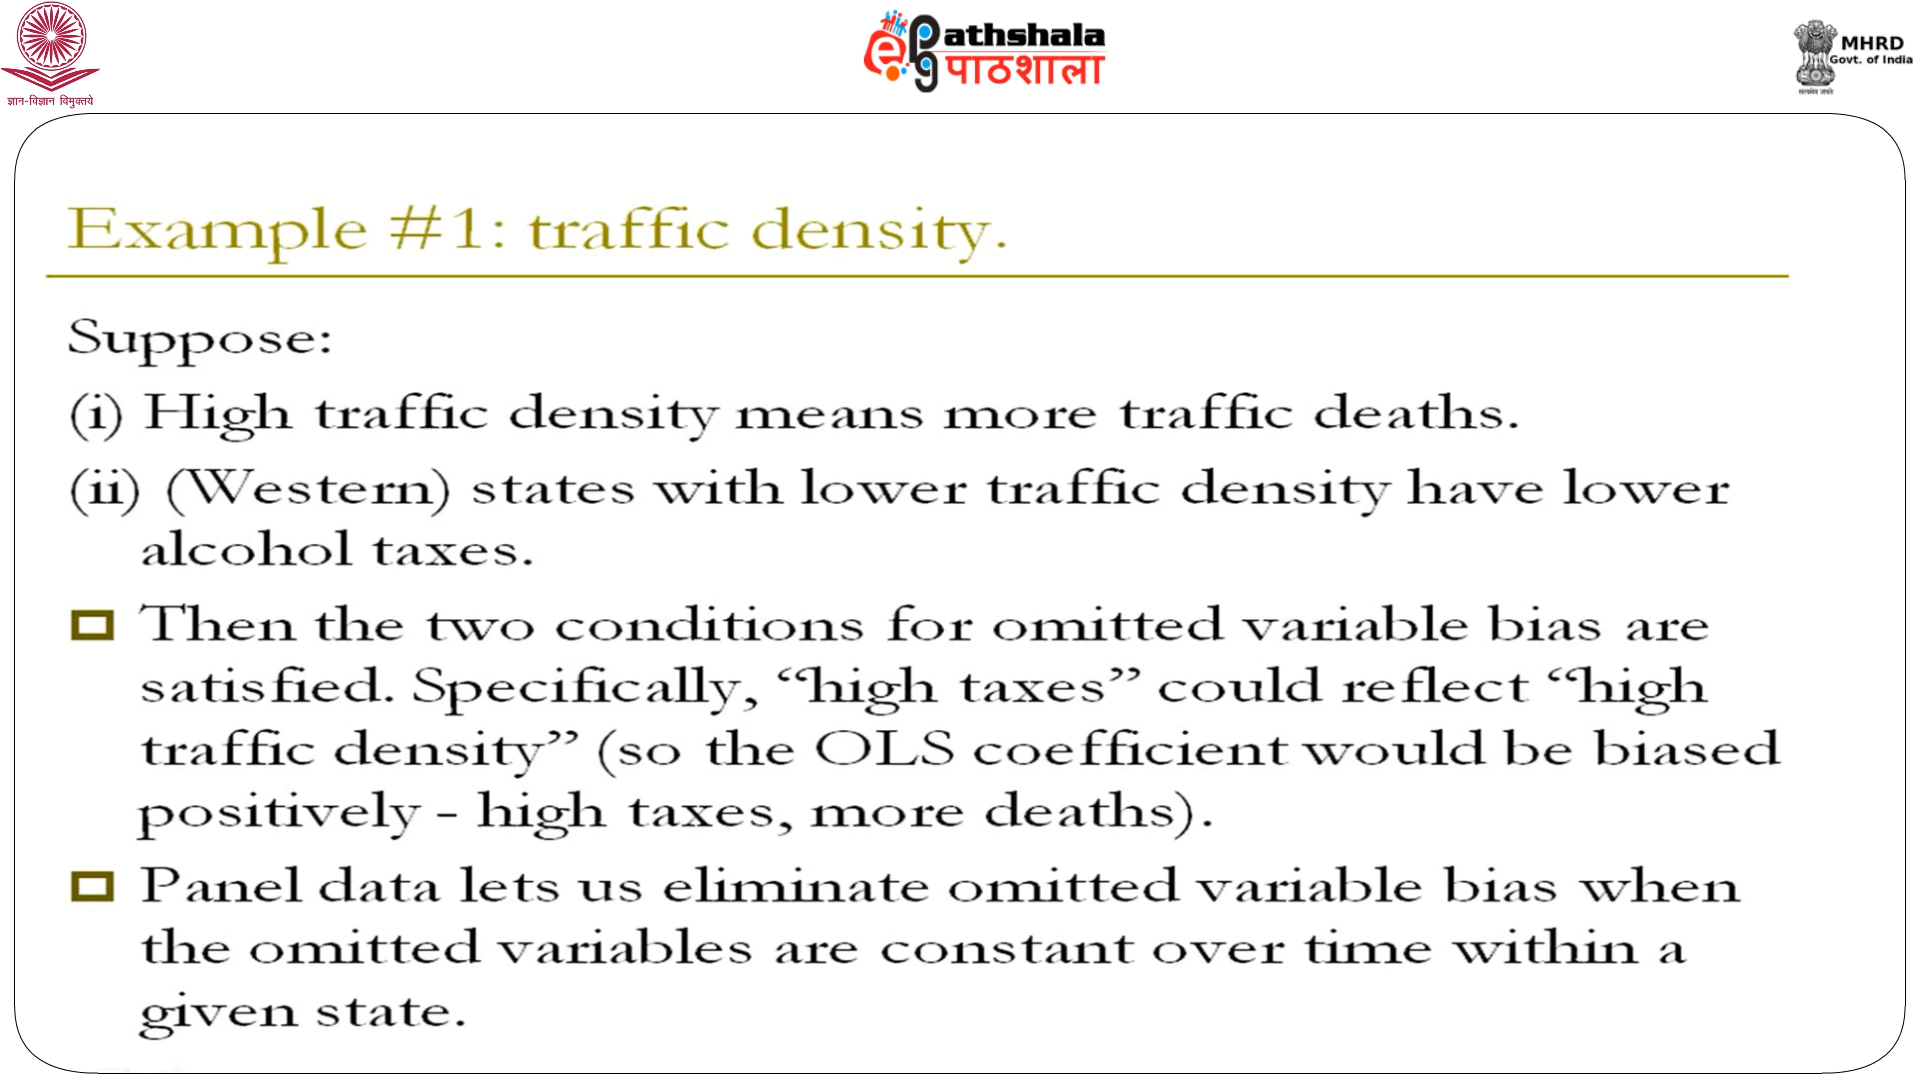 ज्ञान-विज्ञान विमुक्तये
ePathshala
पाठशाला
MHRD
Govt. of India
सत्यमेव जयते
Example #1: traffic density.
Suppose:
(i) High traffic density means more traffic deaths.
(ii) (Western) states with lower traffic density have lower
alcohol taxes.
Then the two conditions for omitted variable bias are
satisfied. Specifically, “high taxes” could reflect “high
traffic density” (so the OLS coefficient would be biased
positively - high taxes, more deaths).
Panel data lets us eliminate omitted variable bias when
the omitted variables are constant over time within a
given state.